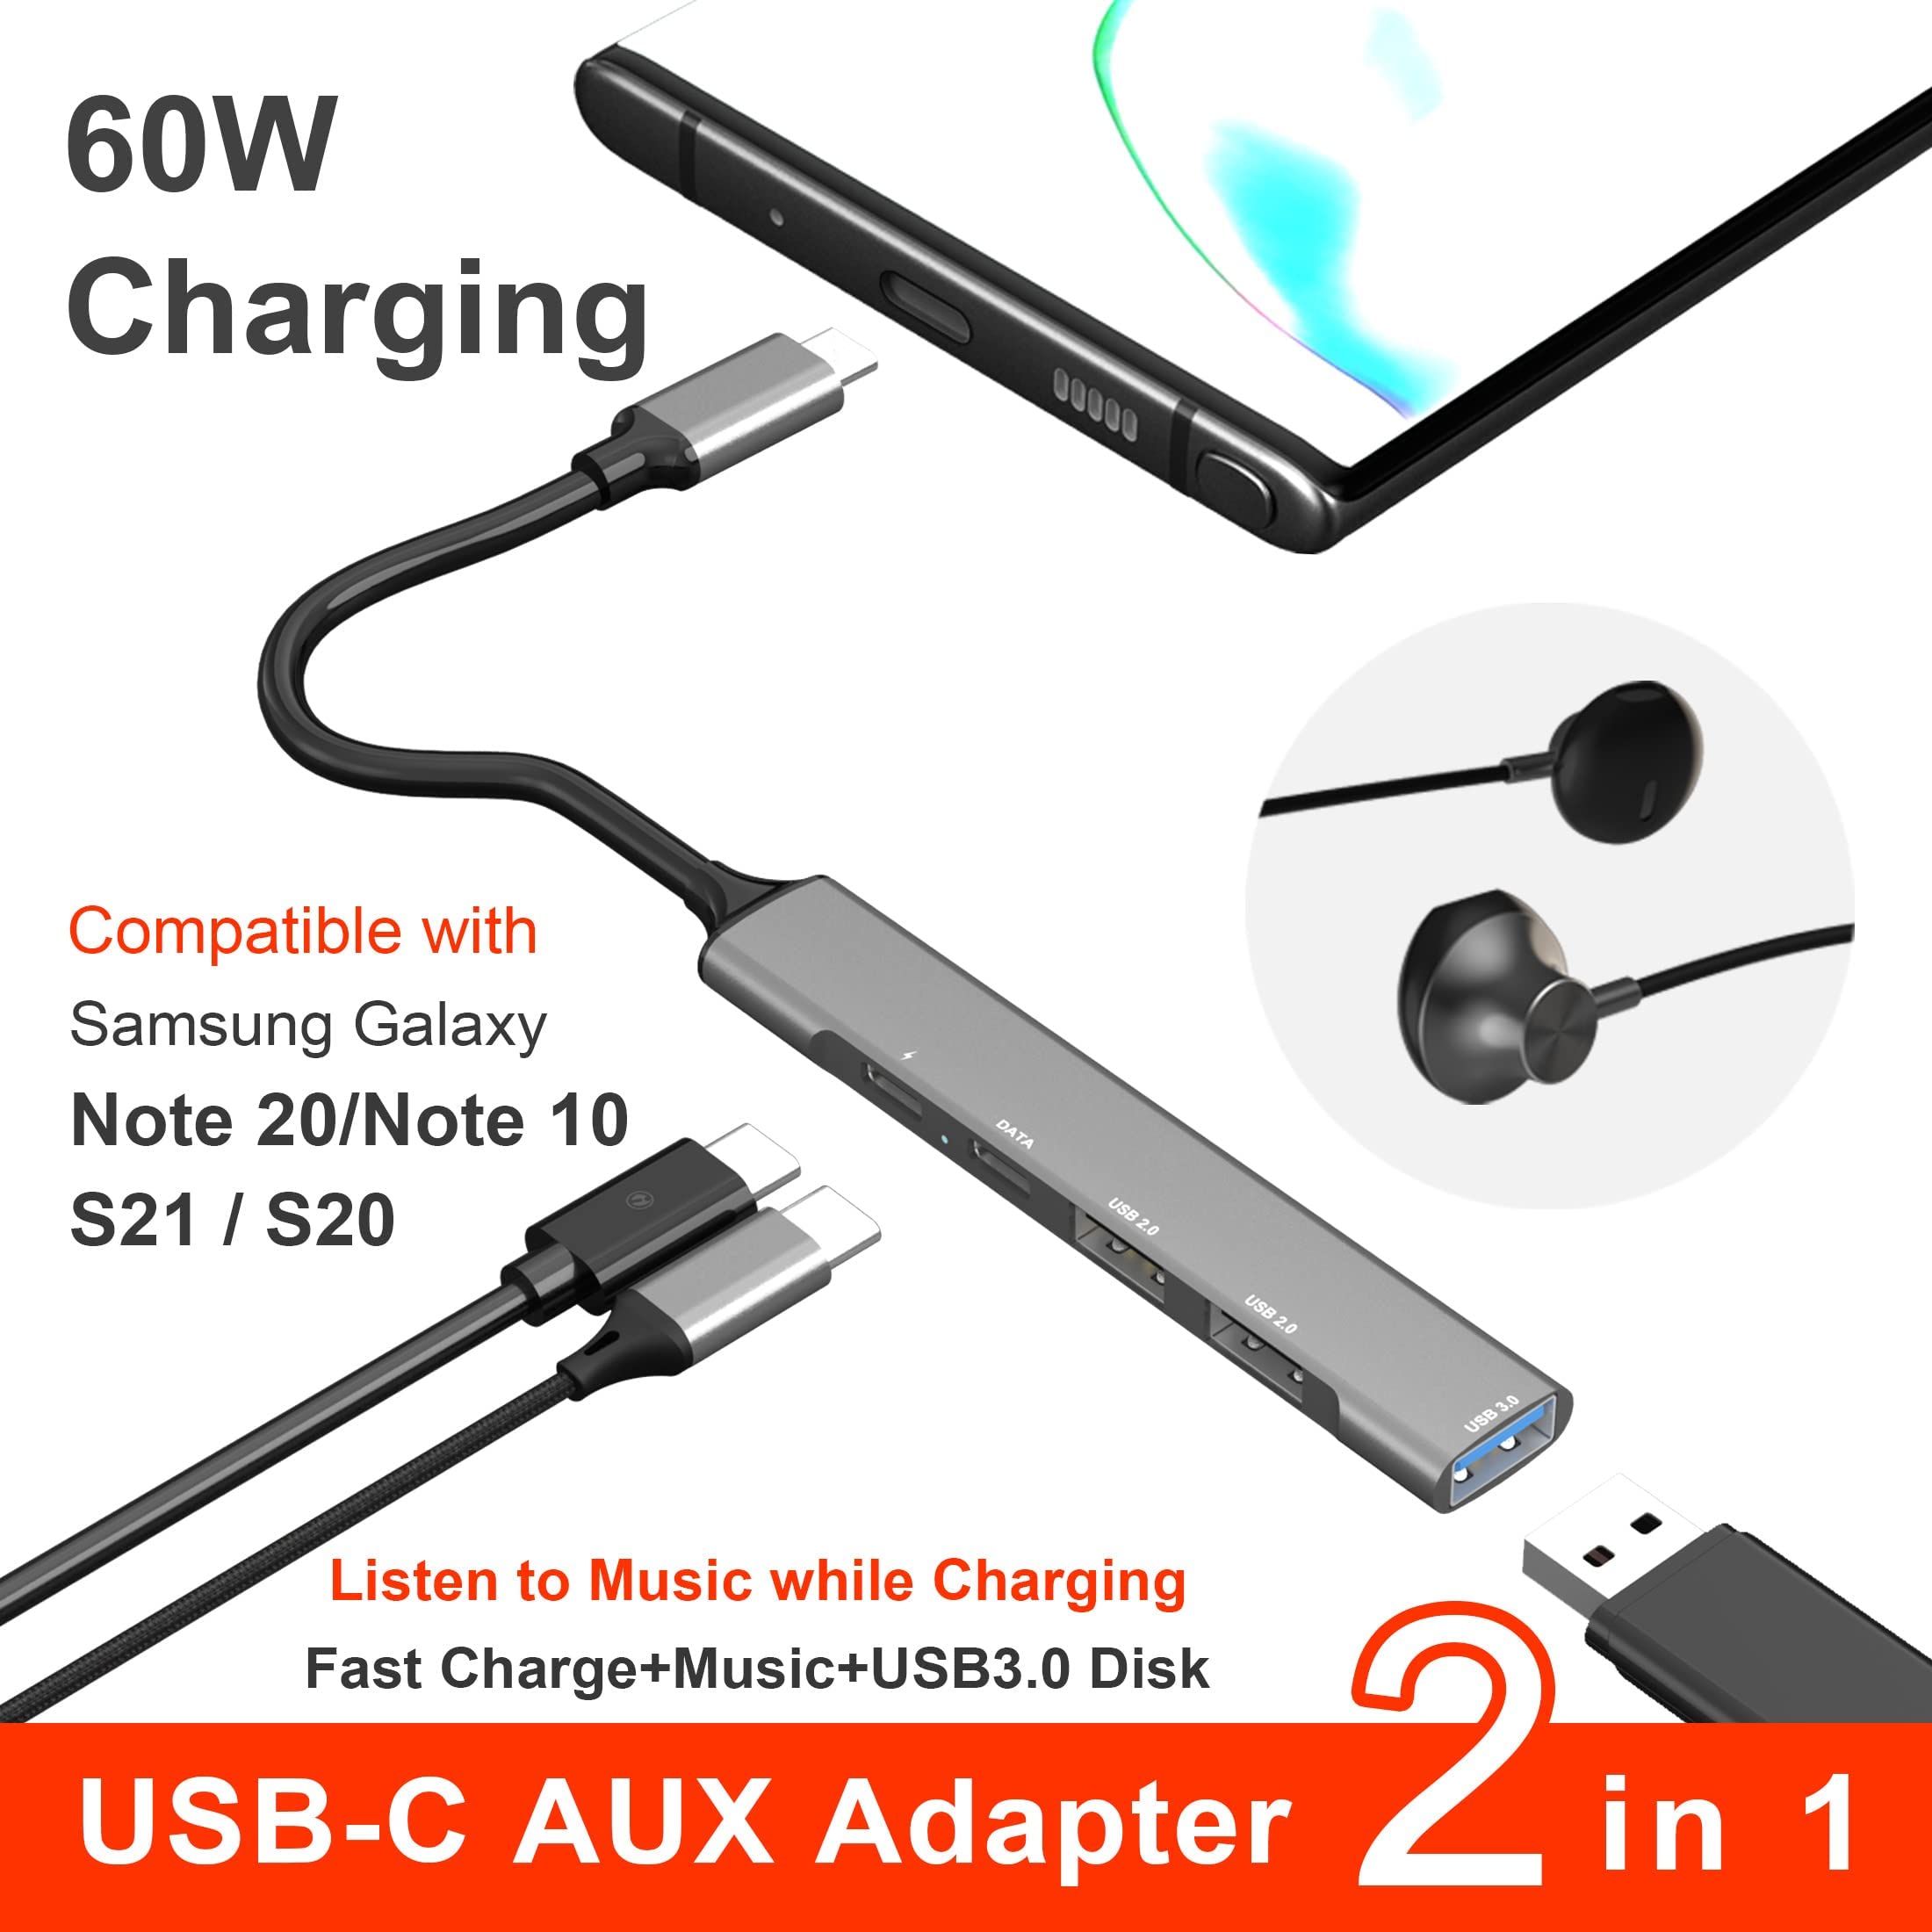 60W
Charging
Compatible with
Samsung Galaxy
Note 20/Note 10
S21 / S20
DATA
USB 2.0
USB 2.0
USB 3.0
Listen to Music while Charging
Fast Charge+Music+USB3.0 Disk
USB-C AUX Adapter 2 in 1